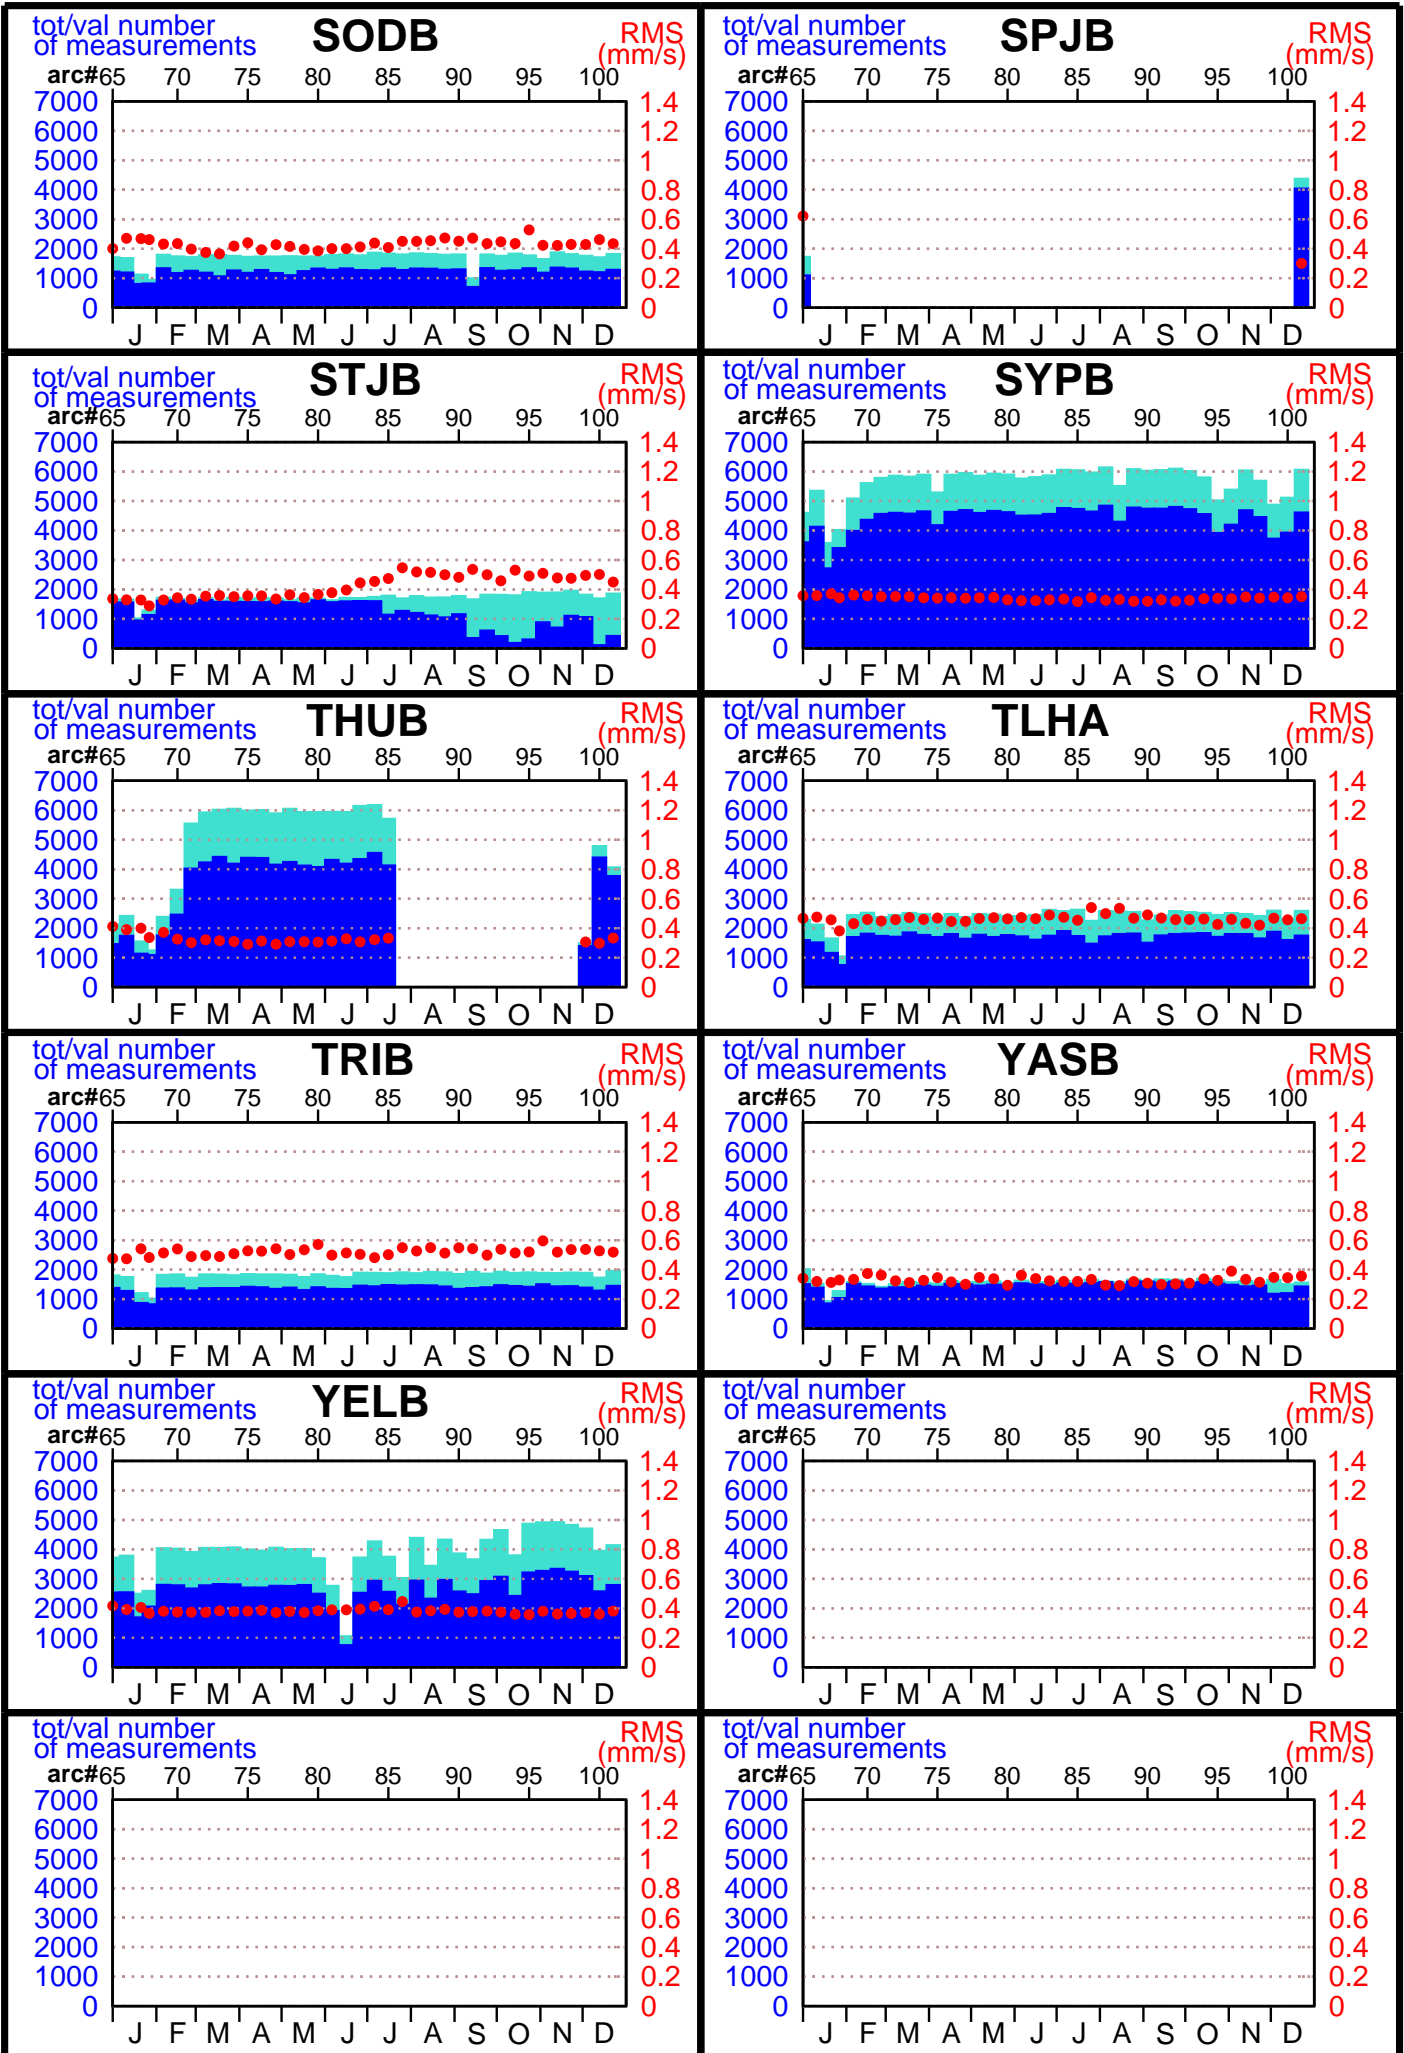 tot/val number
of measurements
SODB
RMS
(mm/s)
arc# 65 70 75 80 85 90 95 100
7000 1.4
6000 1.2
5000 1
4000 0.8
3000 0.6
2000 0.4
1000 0.2
0 0
J F M A M J J A S O N D
tot/val number
of measurements
SPJB
RMS
(mm/s)
arc# 65 70 75 80 85 90 95 100
7000 1.4
6000 1.2
5000 1
4000 0.8
3000 0.6
2000 0.4
1000 0.2
0 0
J F M A M J J A S O N D
tot/val number
of measurements
STJB
RMS
(mm/s)
arc# 65 70 75 80 85 90 95 100
7000 1.4
6000 1.2
5000 1
4000 0.8
3000 0.6
2000 0.4
1000 0.2
0 0
J F M A M J J A S O N D
tot/val number
of measurements
SYPB
RMS
(mm/s)
arc# 65 70 75 80 85 90 95 100
7000 1.4
6000 1.2
5000 1
4000 0.8
3000 0.6
2000 0.4
1000 0.2
0 0
J F M A M J J A S O N D
tot/val number
of measurements
THUB
RMS
(mm/s)
arc# 65 70 75 80 85 90 95 100
7000 1.4
6000 1.2
5000 1
4000 0.8
3000 0.6
2000 0.4
1000 0.2
0 0
J F M A M J J A S O N D
tot/val number
of measurements
TLHA
RMS
(mm/s)
arc# 65 70 75 80 85 90 95 100
7000 1.4
6000 1.2
5000 1
4000 0.8
3000 0.6
2000 0.4
1000 0.2
0 0
J F M A M J J A S O N D
tot/val number
of measurements
TRIB
RMS
(mm/s)
arc# 65 70 75 80 85 90 95 100
7000 1.4
6000 1.2
5000 1
4000 0.8
3000 0.6
2000 0.4
1000 0.2
0 0
J F M A M J J A S O N D
tot/val number
of measurements
YASB
RMS
(mm/s)
arc# 65 70 75 80 85 90 95 100
7000 1.4
6000 1.2
5000 1
4000 0.8
3000 0.6
2000 0.4
1000 0.2
0 0
J F M A M J J A S O N D
tot/val number
of measurements
YELB
RMS
(mm/s)
arc# 65 70 75 80 85 90 95 100
7000 1.4
6000 1.2
5000 1
4000 0.8
3000 0.6
2000 0.4
1000 0.2
0 0
J F M A M J J A S O N D
tot/val number
of measurements
RMS
(mm/s)
arc# 65 70 75 80 85 90 95 100
7000 1.4
6000 1.2
5000 1
4000 0.8
3000 0.6
2000 0.4
1000 0.2
0 0
J F M A M J J A S O N D
tot/val number
of measurements
RMS
(mm/s)
arc# 65 70 75 80 85 90 95 100
7000 1.4
6000 1.2
5000 1
4000 0.8
3000 0.6
2000 0.4
1000 0.2
0 0
J F M A M J J A S O N D
tot/val number
of measurements
RMS
(mm/s)
arc# 65 70 75 80 85 90 95 100
7000 1.4
6000 1.2
5000 1
4000 0.8
3000 0.6
2000 0.4
1000 0.2
0 0
J F M A M J J A S O N D